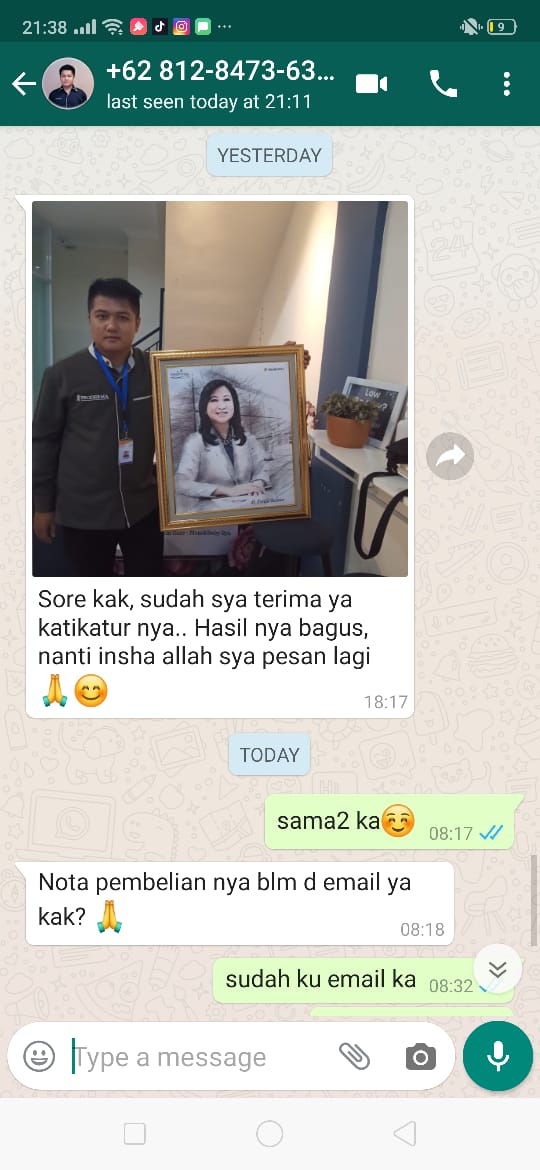 21:38
9
+62 812-8473-63...
last seen today at 21:11
YESTERDAY
Low
Sore kak, sudah sya terima ya
katikatur nya.. Hasil nya bagus,
nanti insha allah sya pesan lagi
🙏😊
18:17
TODAY
sama2 ka☺️ 08:17
Nota pembelian nya blm d email ya
kak? 🙏
08:18
sudah ku email ka 08:32
Type a message